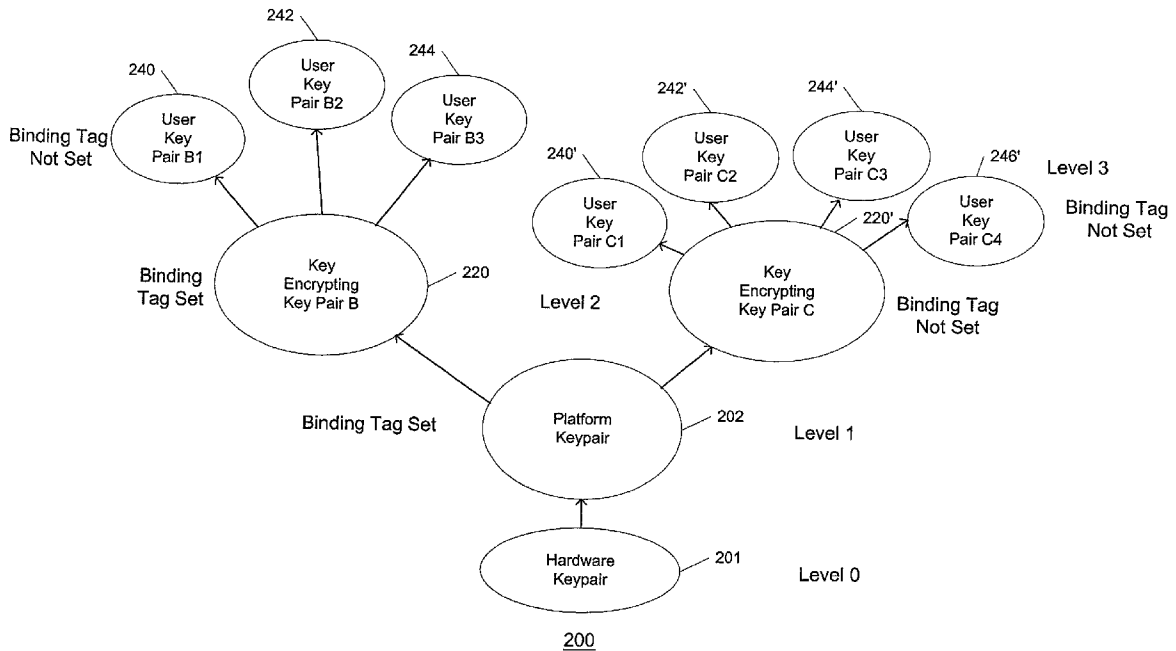 242
User
Key
Pair B2
244
User
Key
Pair B3
240
User
Key
Pair B1
Binding Tag
Not Set
242'
User
Key
Pair C2
244'
User
Key
Pair C3
240'
User
Key
Pair C1
246'
User
Key
Pair C4
Level 3
Binding Tag
Not Set
220'
Binding
Tag Set
Key
Encrypting
Key Pair B
220
Level 2
Key
Encrypting
Key Pair C
Binding Tag
Not Set
Binding Tag Set
Platform
Keypair
202
Level 1
Hardware
Keypair
201
Level 0
200